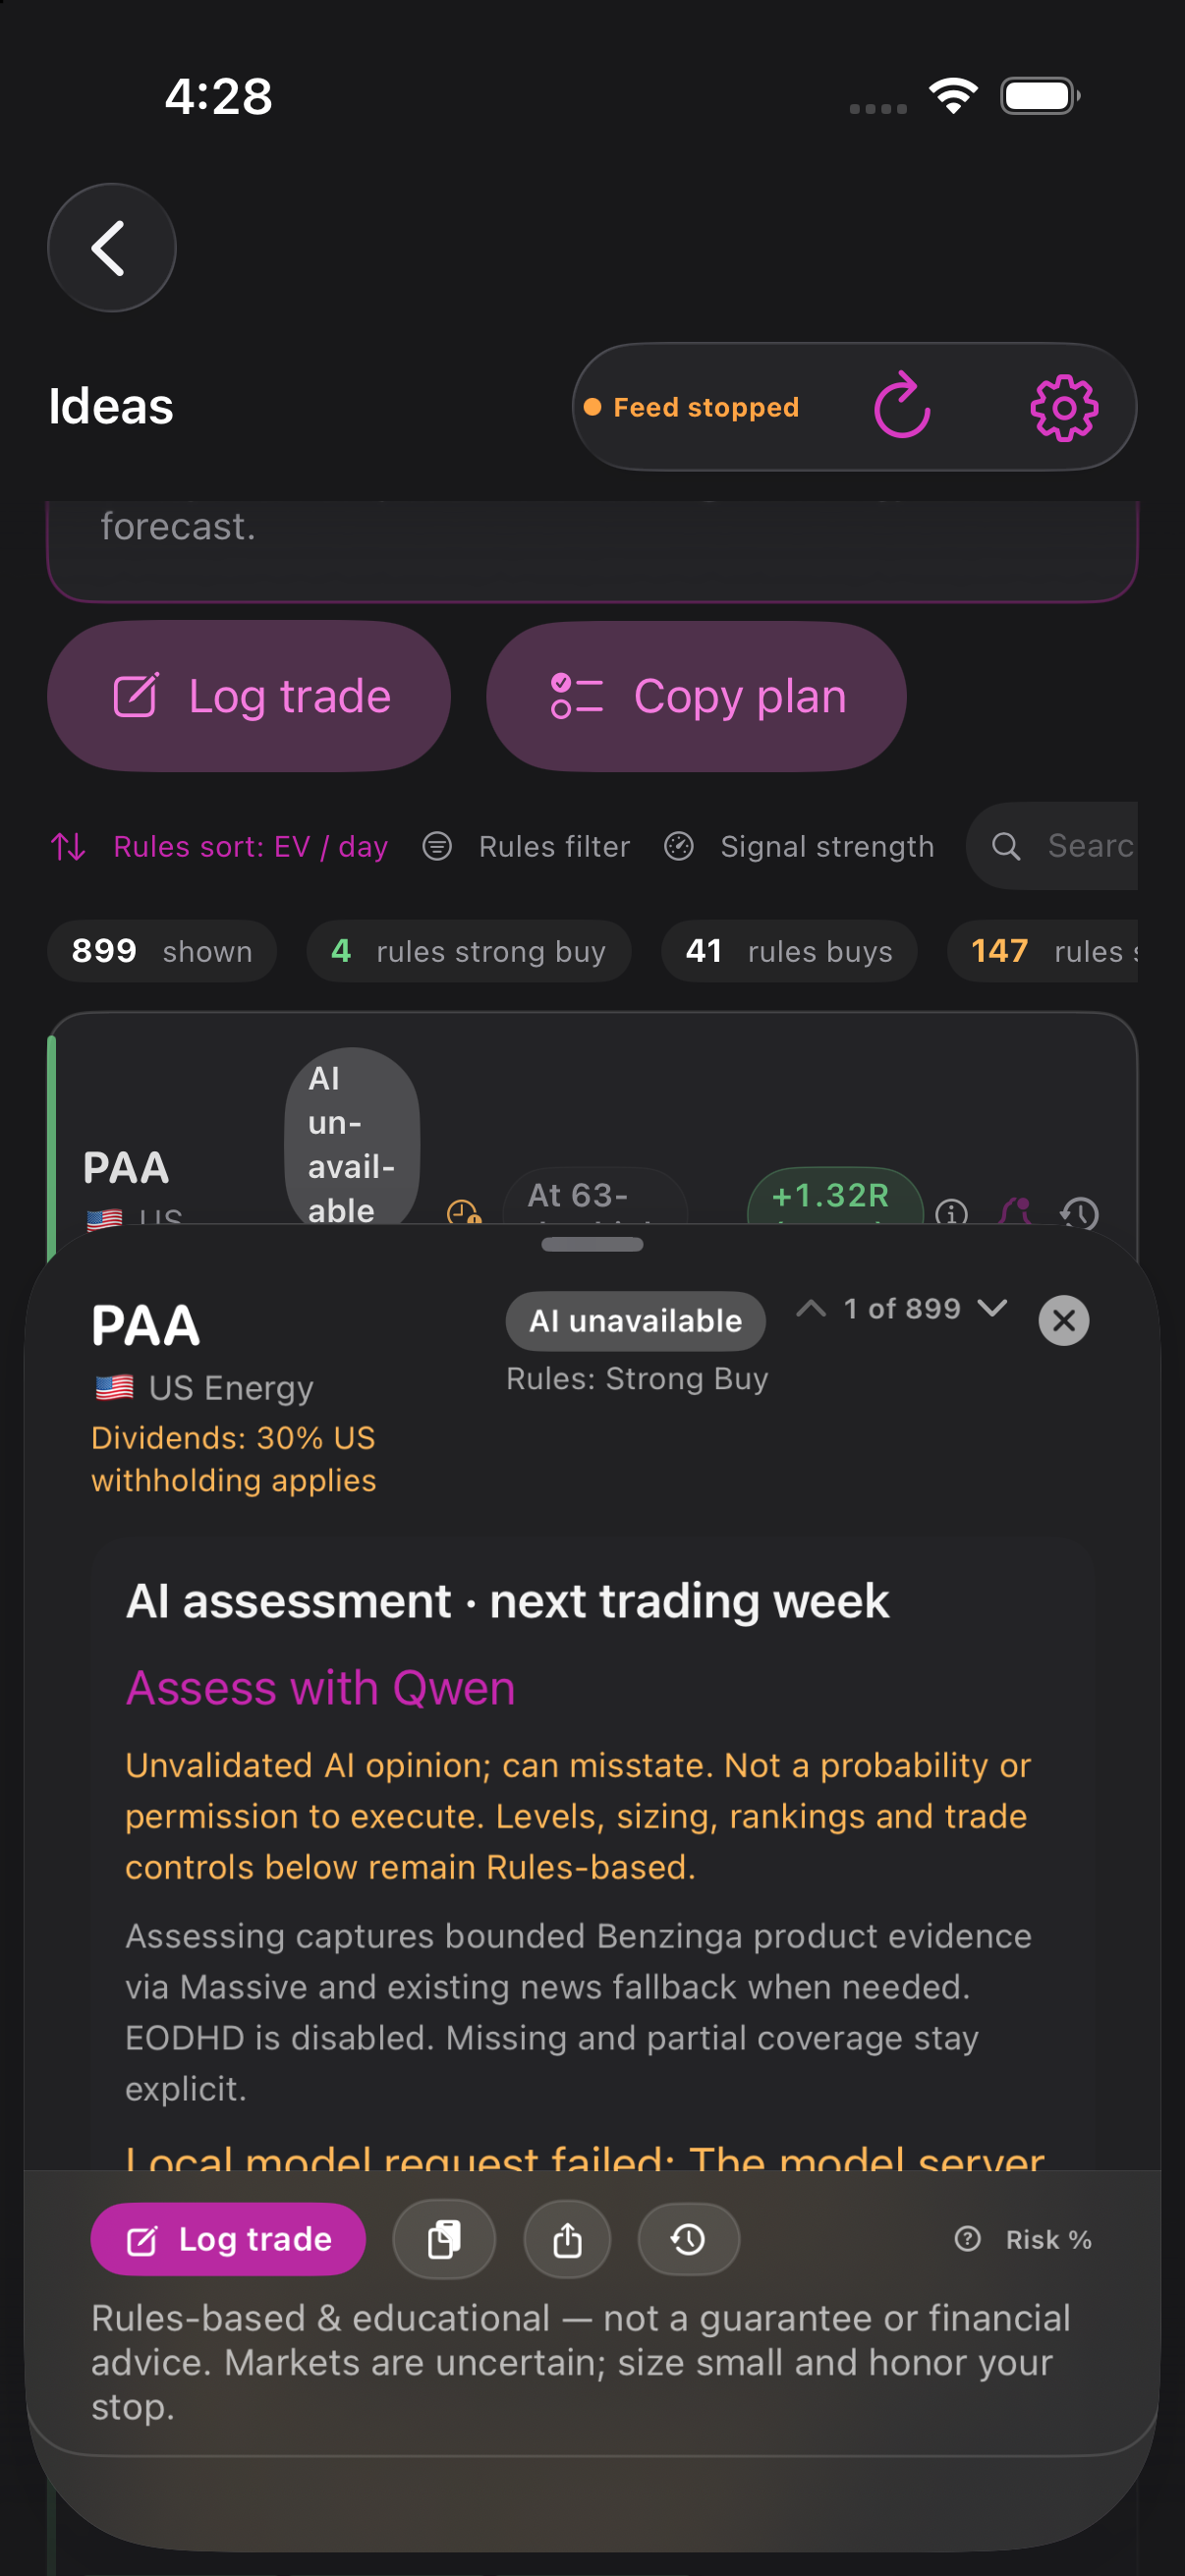 4:28
Ideas
Feed stopped
forecast.
Log trade
Copy plan
Rules sort: EV / day
Rules filter
Signal strength
Searc
899 shown
4 rules strong buy
41 rules buys
147 rules
PAA
US
AI
un-
avail-
able
At 63-
+1.32R
PAA
AI unavailable
1 of 899
US Energy
Rules: Strong Buy
Dividends: 30% US
withholding applies
AI assessment · next trading week
Assess with Qwen
Unvalidated AI opinion; can misstate. Not a probability or
permission to execute. Levels, sizing, rankings and trade
controls below remain Rules-based.
Assessing captures bounded Benzinga product evidence
via Massive and existing news fallback when needed.
EODHD is disabled. Missing and partial coverage stay
explicit.
Local model request failed: The model server
Log trade
Risk %
Rules-based & educational — not a guarantee or financial
advice. Markets are uncertain; size small and honor your
stop.